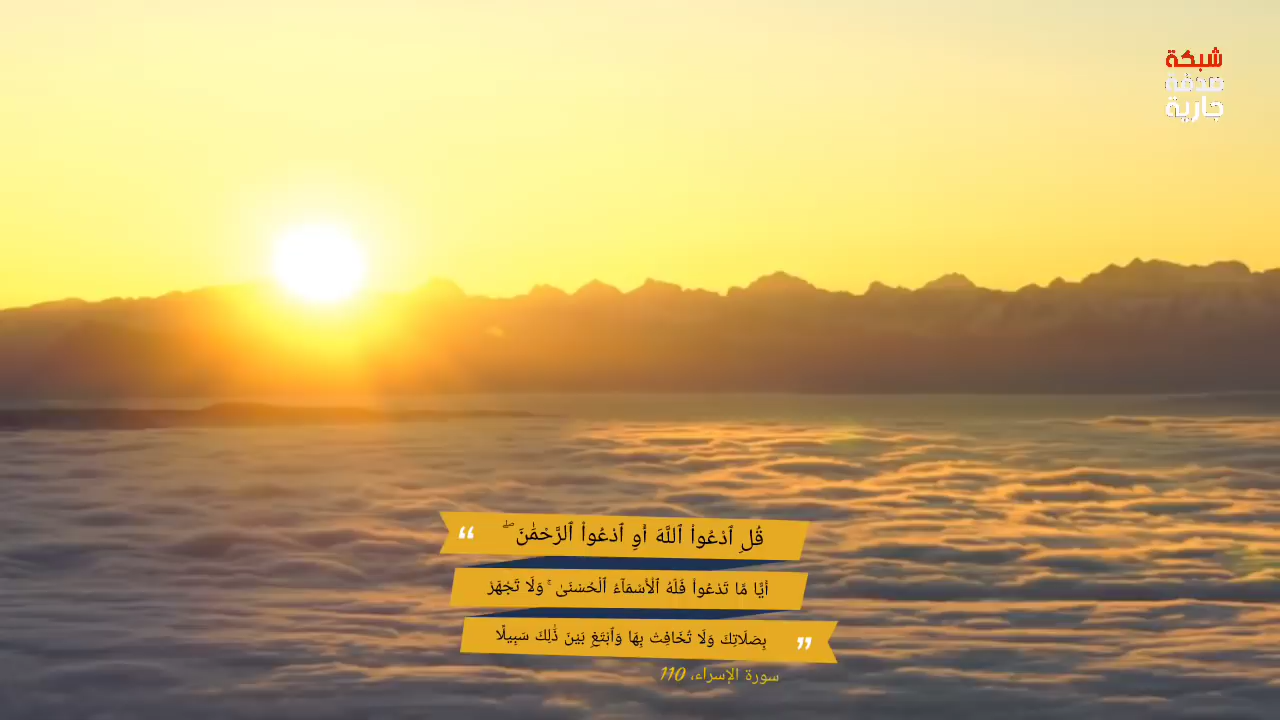 شبكة
صدقة
جارية
قُلِ ٱدْعُوا۟ ٱللَّهَ أَوِ ٱدْعُوا۟ ٱلرَّحْمَٰنَ ۖ
أَيًّا مَّا تَدْعُوا۟ فَلَهُ ٱلْأَسْمَآءُ ٱلْحُسْنَىٰ ۚ وَلَا تَجْهَرْ
بِصَلَاتِكَ وَلَا تُخَافِتْ بِهَا وَٱبْتَغِ بَيْنَ ذَٰلِكَ سَبِيلًا
سورة الإسراء، 110